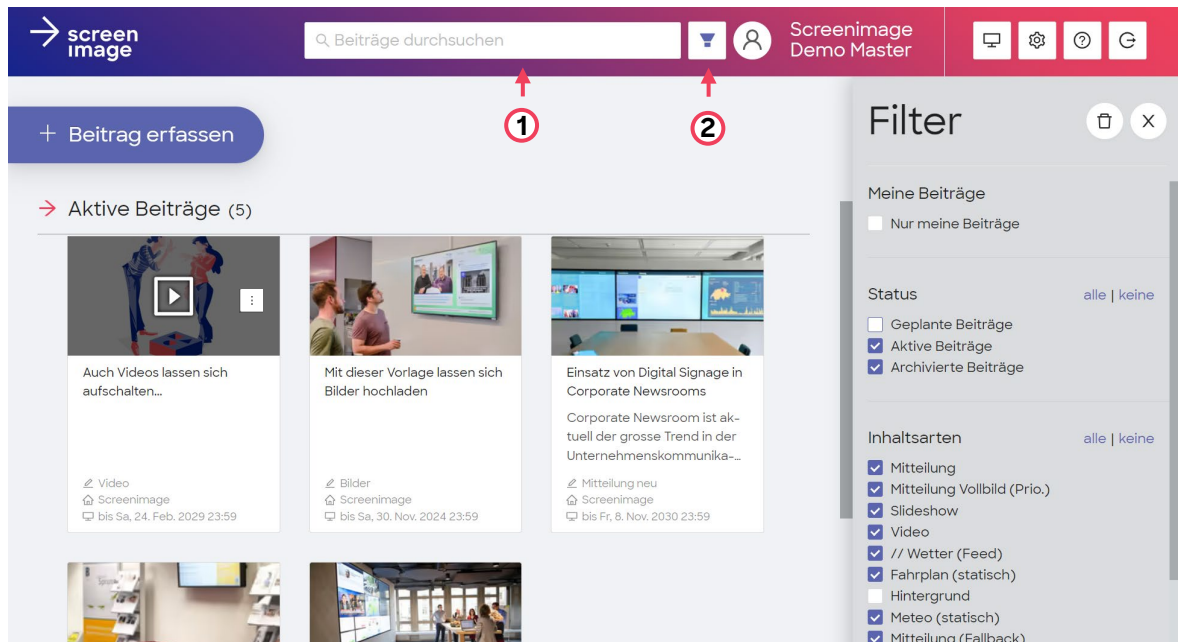 screen
image
Beiträge durchsuchen
Screenimage
Demo Master
1
2
+ Beitrag erfassen
Aktive Beiträge (5)
Auch Videos lassen sich
aufschalten...
Video
Screenimage
bis Sa, 24. Feb. 2029 23:59
Mit dieser Vorlage lassen sich
Bilder hochladen
Bilder
Screenimage
bis Sa, 30. Nov. 2024 23:59
Einsatz von Digital Signage in
Corporate Newsrooms
Corporate Newsroom ist ak-
tuell der grosse Trend in der
Unternehmenskommunika-...
Mitteilung neu
Screenimage
bis Fr, 8. Nov. 2030 23:59
Filter
X
Meine Beiträge
Nur meine Beiträge
Status alle | keine
Geplante Beiträge
Aktive Beiträge
Archivierte Beiträge
Inhaltsarten alle | keine
Mitteilung
Mitteilung Vollbild (Prio.)
Slideshow
Video
// Wetter (Feed)
Fahrplan (statisch)
Hintergrund
Meteo (statisch)
Mitteilung (Fallback)